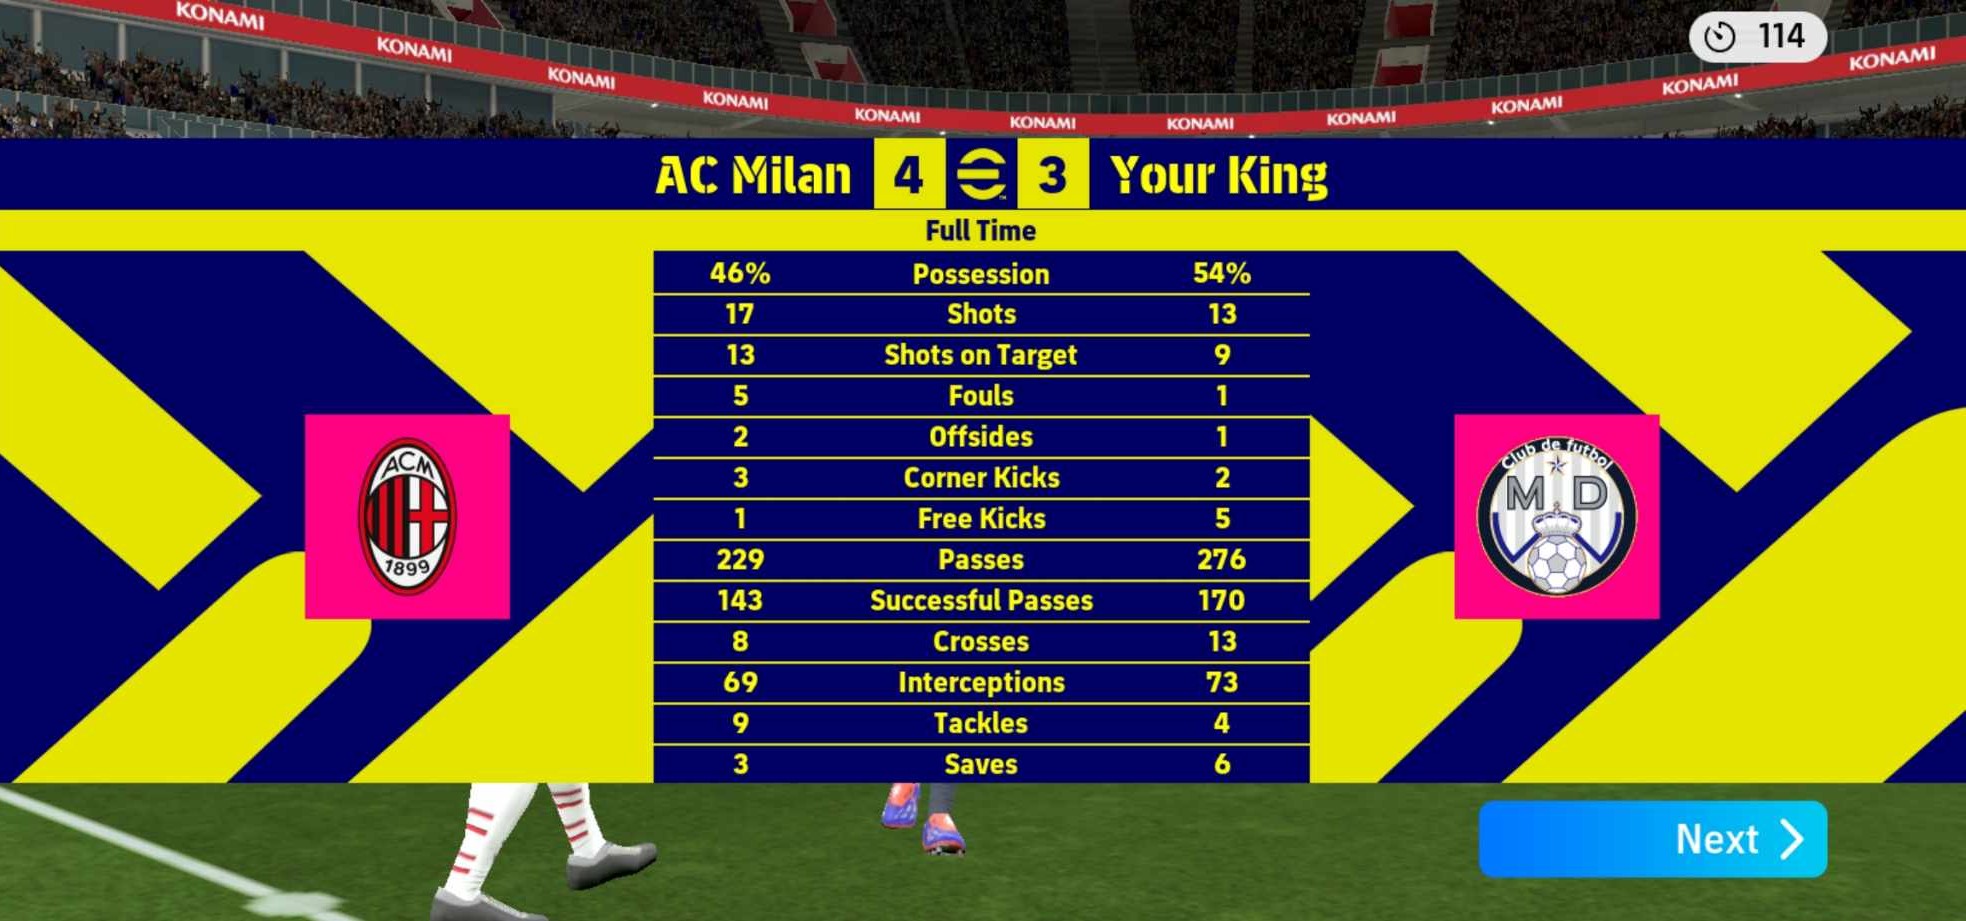 KONAMI
KONAMI
KONAMI
KONAMI
KONAMI
KONAMI
KONAMI
KONAMI
KONAMI
KONAMI
KONAMI
114
AC Milan 4 3 Your King
Full Time
46% Possession 54%
17 Shots 13
13 Shots on Target 9
5 Fouls 1
2 Offsides 1
3 Corner Kicks 2
1 Free Kicks 5
229 Passes 276
143 Successful Passes 170
8 Crosses 13
69 Interceptions 73
9 Tackles 4
3 Saves 6
ACM
1899
Club de futbol
M D
Next